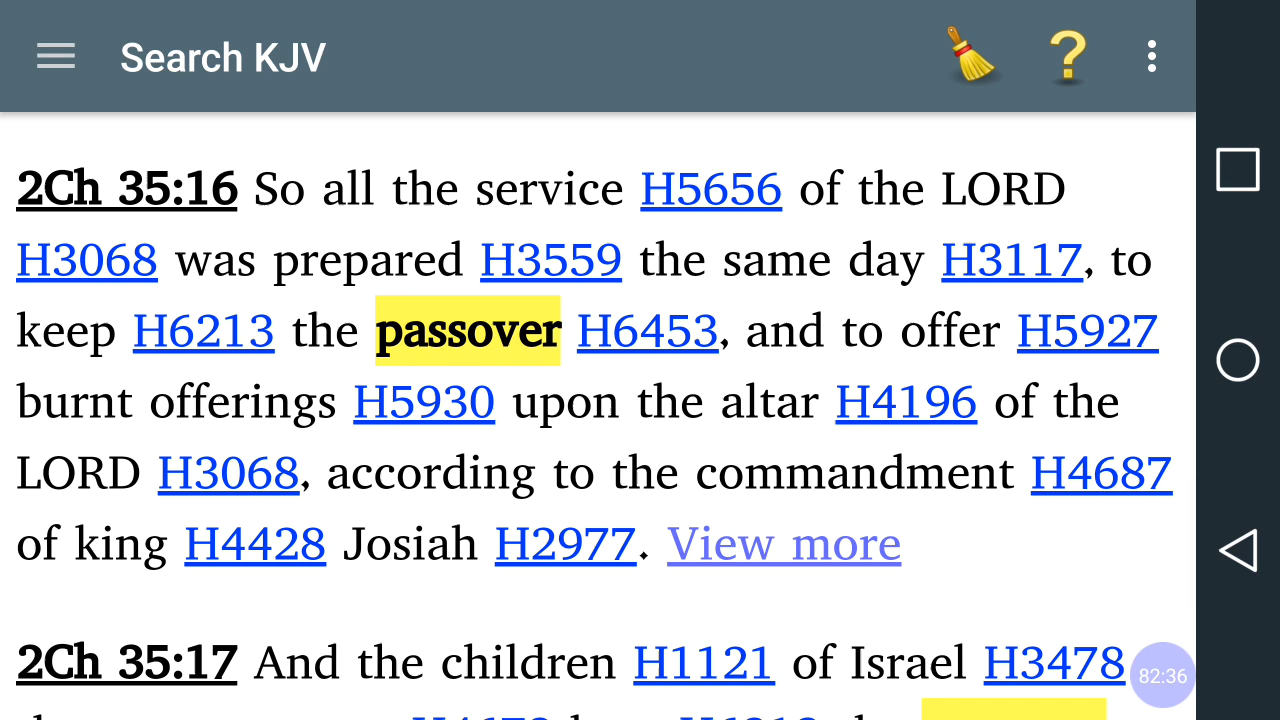 Search KJV
2Ch 35:16 So all the service H5656 of the LORD
H3068 was prepared H3559 the same day H3117, to
keep H6213 the passover H6453, and to offer H5927
burnt offerings H5930 upon the altar H4196 of the
LORD H3068, according to the commandment H4687
of king H4428 Josiah H2977. View more
2Ch 35:17 And the children H1121 of Israel H3478
82:36